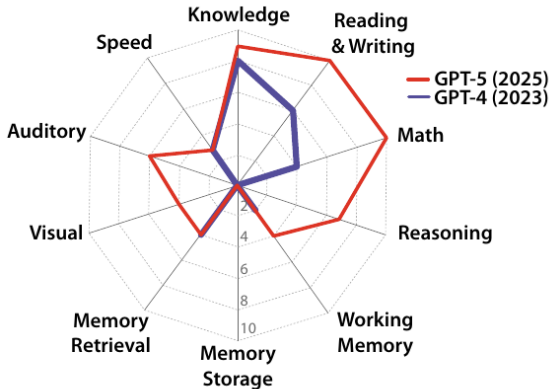 Knowledge
Speed
Reading
& Writing
GPT-5 (2025)
GPT-4 (2023)
Auditory
Math
Visual
Reasoning
2
4
6
8
10
Memory
Retrieval
Working
Memory
Memory
Storage